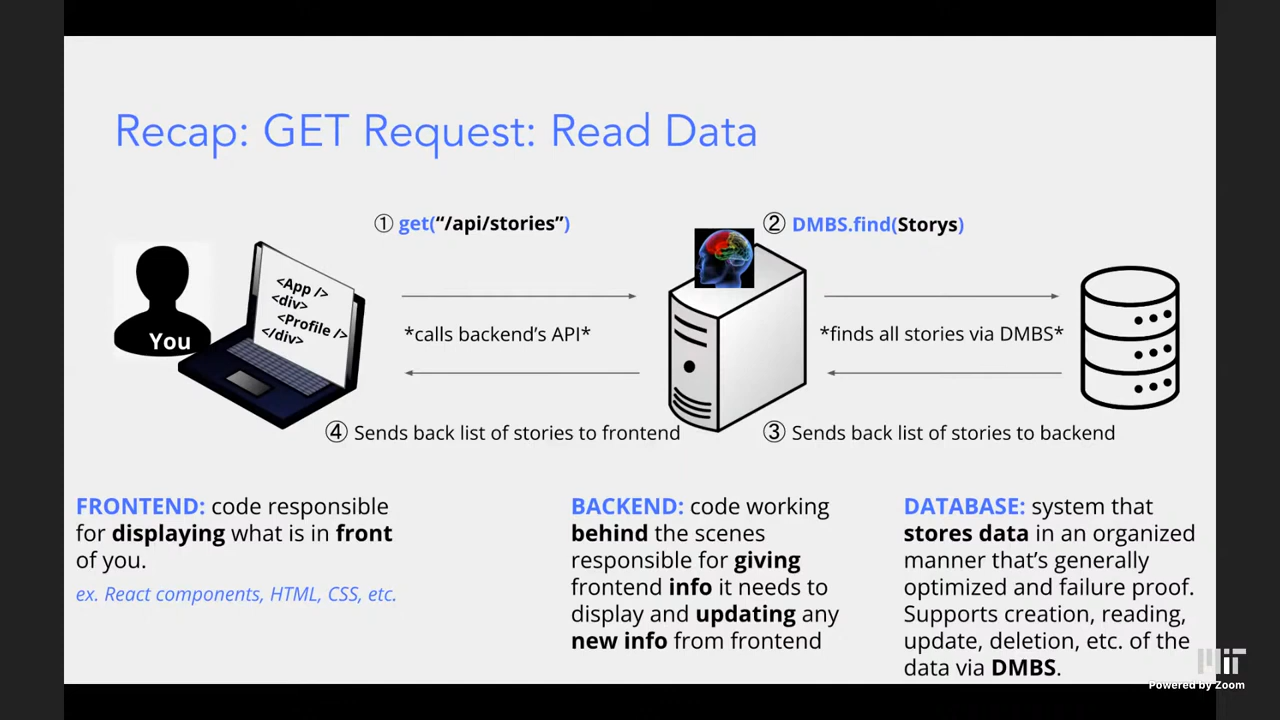 Recap: GET Request: Read Data
① get(“/api/stories”)
② DMBS.find(Storys)
<App />
<div>
<Profile />
</div>
You
*calls backend’s API*
*finds all stories via DMBS*
④ Sends back list of stories to frontend
③ Sends back list of stories to backend
FRONTEND: code responsible
for displaying what is in front
of you.
ex. React components, HTML, CSS, etc.
BACKEND: code working
behind the scenes
responsible for giving
frontend info it needs to
display and updating any
new info from frontend
DATABASE: system that
stores data in an organized
manner that’s generally
optimized and failure proof.
Supports creation, reading,
update, deletion, etc. of the
data via DMBS.
MIT
Powered by Zoom